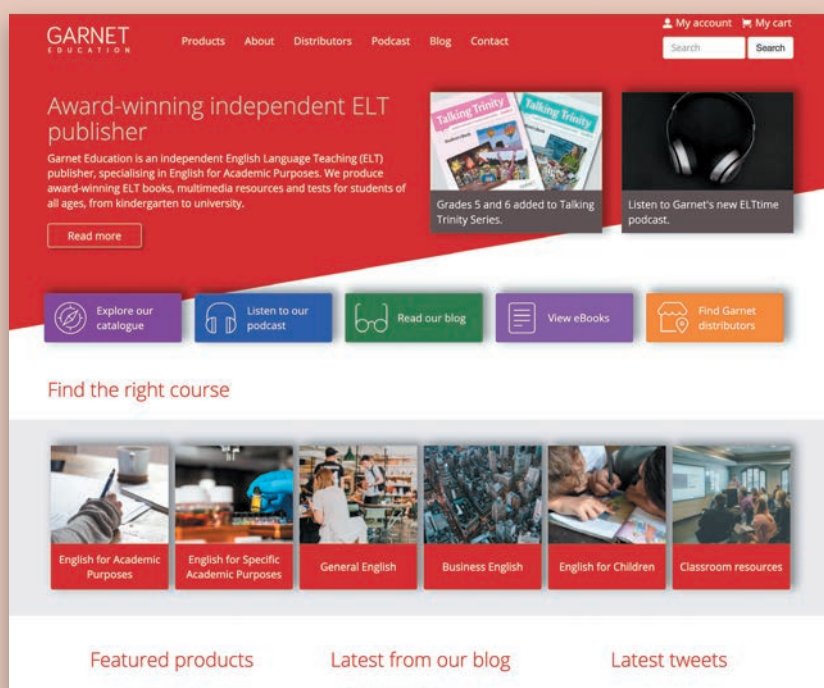 GARNET
EDUCATION
Products About Distributors Podcast Blog Contact
My account My cart
Search Search
Award-winning independent ELT
publisher
Garnet Education is an independent English Language Teaching (ELT)
publisher, specialising in English for Academic Purposes. We produce
award-winning ELT books, multimedia resources and tests for students of
all ages, from kindergarten to university.
Read more
Talking Trinity
Talking Trinity
Grades 5 and 6 added to Talking
Trinity Series.
Listen to Garnet's new ELTtime
podcast.
Explore our
catalogue
Listen to our
podcast
Read our blog
View eBooks
Find Garnet
distributors
Find the right course
English for Academic
Purposes
English for Specific
Academic Purposes
General English
Business English
English for Children
Classroom resources
Featured products
Latest from our blog
Latest tweets